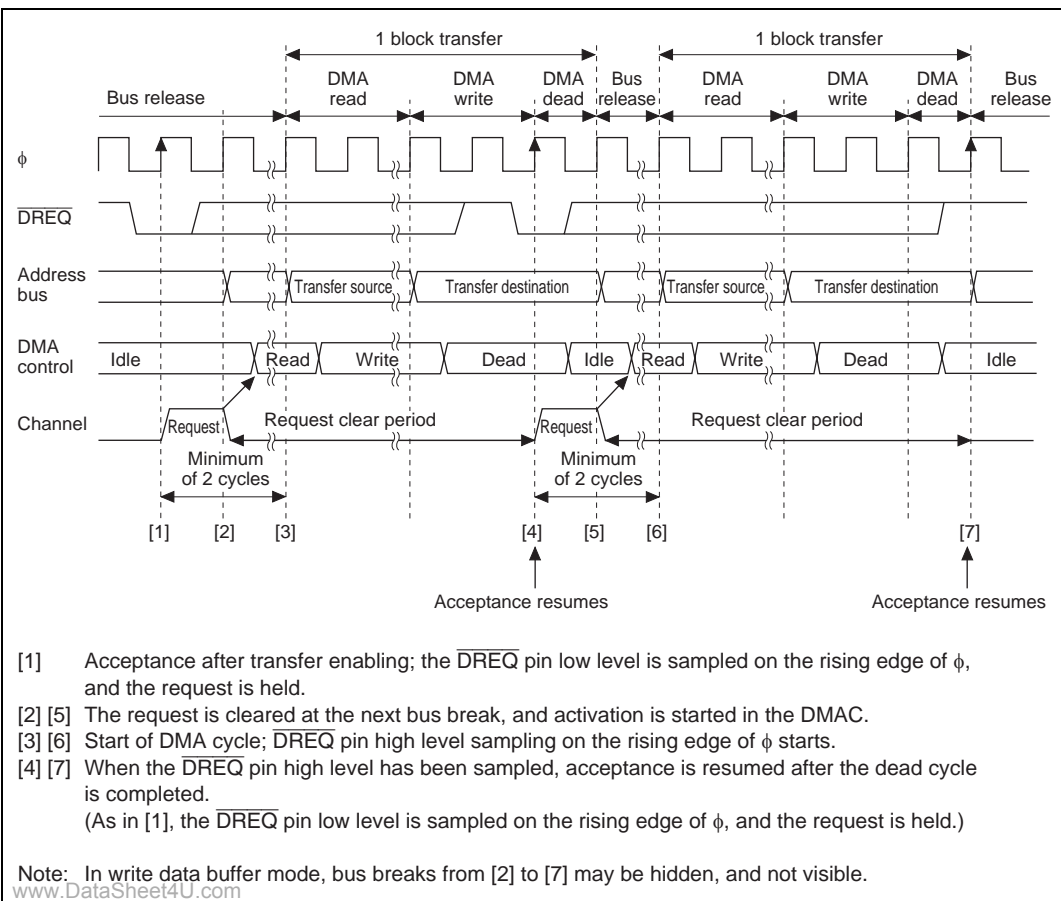 1 block transfer 1 block transfer
DMA read DMA write DMA dead Bus release DMA read DMA write DMA dead Bus release
Bus release
ϕ
DREQ
Address bus
Transfer source Transfer destination Transfer source Transfer destination
DMA control
Idle Read Write Dead Idle Read Write Dead Idle
Channel
Request Request clear period Request Request clear period
Minimum of 2 cycles Minimum of 2 cycles
[1] [2] [3] [4] [5] [6] [7]
Acceptance resumes Acceptance resumes
[1] Acceptance after transfer enabling; the DREQ pin low level is sampled on the rising edge of ϕ,
and the request is held.
[2] [5] The request is cleared at the next bus break, and activation is started in the DMAC.
[3] [6] Start of DMA cycle; DREQ pin high level sampling on the rising edge of ϕ starts.
[4] [7] When the DREQ pin high level has been sampled, acceptance is resumed after the dead cycle
is completed.
(As in [1], the DREQ pin low level is sampled on the rising edge of ϕ, and the request is held.)
Note: In write data buffer mode, bus breaks from [2] to [7] may be hidden, and not visible.
www.DataSheet4U.com